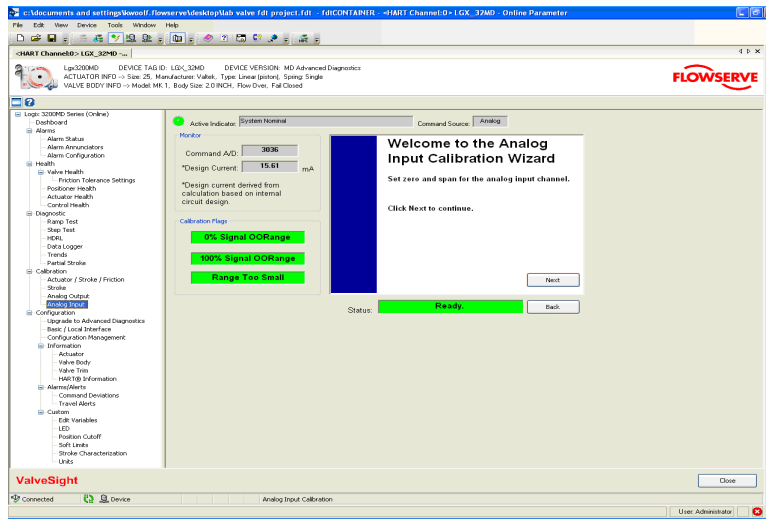 c:\documents and settings\kwoolf.flowserve\desktop\lab valve fdt project.fdt - fdtCONTAINER - <HART Channel:0> LGX_32MD - Online Parameter
File Edit View Device Tools Window Help
<HART Channel:0> LGX_32MD -...
Lgx3200MD DEVICE TAG ID: LGX_32MD DEVICE VERSION: MD Advanced Diagnostics
ACTUATOR INFO -> Size: 25, Manufacturer: Valtek, Type: Linear (piston), Spring: Single
VALVE BODY INFO -> Model: MK 1, Body Size: 2.0 INCH, Flow Over, Fail Closed
FLOWSERVE
Logix 3200MD Series (Online)
Dashboard
Alarms
Alarm Status
Alarm Annunciators
Alarm Configuration
Health
Valve Health
Friction Tolerance Settings
Positioner Health
Actuator Health
Control Health
Diagnostic
Ramp Test
Step Test
HDRL
Data Logger
Trends
Partial Stroke
Calibration
Actuator / Stroke / Friction
Stroke
Analog Output
Analog Input
Configuration
Upgrade to Advanced Diagnostics
Basic / Local Interface
Configuration Management
Information
Actuator
Valve Body
Valve Trim
HART® Information
Alarms/Alerts
Command Deviations
Travel Alerts
Custom
Edit Variables
LED
Position Cutoff
Soft Limits
Stroke Characterization
Units
Active Indicator: System Nominal
Command Source: Analog
Monitor
Command A/D: 3036
*Design Current: 15.61 mA
*Design current derived from
calculation based on internal
circuit design.
Calibration Flags
0% Signal OORange
100% Signal OORange
Range Too Small
Welcome to the Analog
Input Calibration Wizard
Set zero and span for the analog input channel.
Click Next to continue.
Next
Status: Ready.
Back
ValveSight
Close
Connected Device Analog Input Calibration
User: Administrator